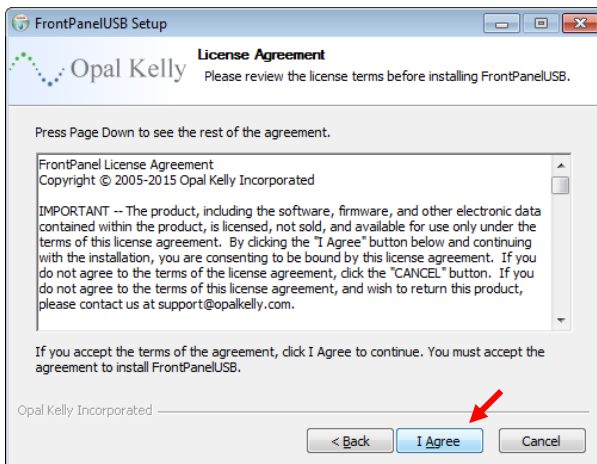 FrontPanelUSB Setup
Opal Kelly
License Agreement
Please review the license terms before installing FrontPanelUSB.
Press Page Down to see the rest of the agreement.
FrontPanel License Agreement
Copyright © 2005-2015 Opal Kelly Incorporated
IMPORTANT -- The product, including the software, firmware, and other electronic data
contained within the product, is licensed, not sold, and available for use only under the
terms of this license agreement.  By clicking the "I Agree" button below and continuing
with the installation, you are consenting to be bound by this license agreement.  If you
do not agree to the terms of the license agreement, click the "CANCEL" button.  If you
do not agree to the terms of this license agreement, and wish to return this product,
please contact us at support@opalkelly.com.
If you accept the terms of the agreement, click I Agree to continue. You must accept the
agreement to install FrontPanelUSB.
Opal Kelly Incorporated
< Back
I Agree
Cancel